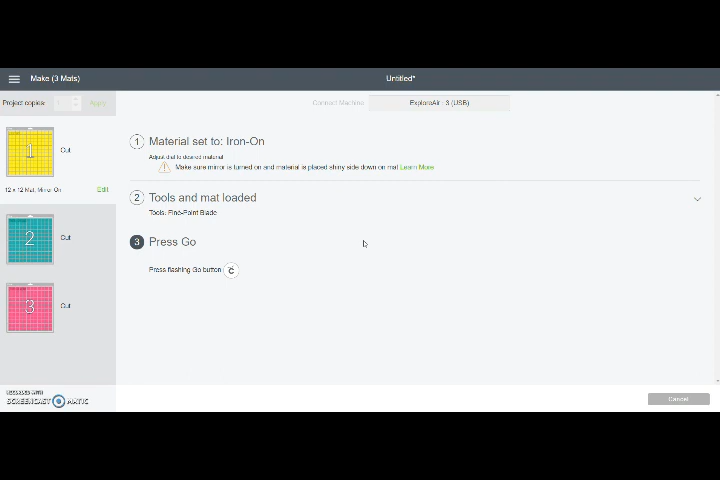 Make (3 Mats)
Untitled*
Project copies:
1
Apply
Connect Machine
ExploreAir - 3 (USB)
1
Cut
12 x 12 Mat, Mirror On
Edit
2
Cut
3
Cut
1 Material set to: Iron-On
Adjust dial to desired material
Make sure mirror is turned on and material is placed shiny side down on mat Learn More
2 Tools and mat loaded
Tools: Fine-Point Blade
3 Press Go
Press flashing Go button C
RECORDED WITH
SCREENCAST MATIC
Cancel